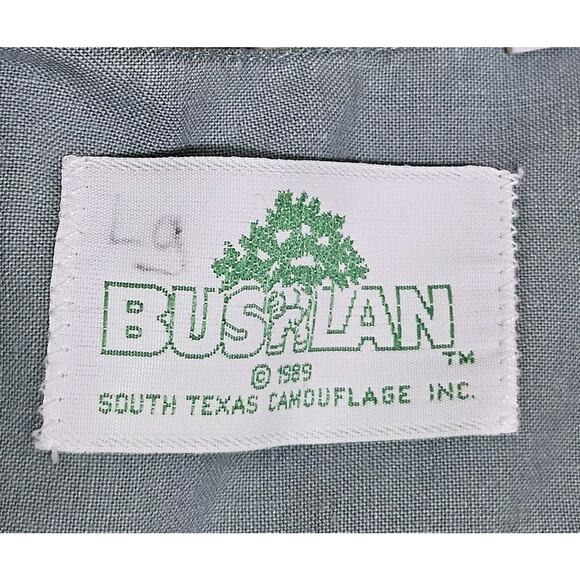 Lg
BUSHLAN
TM
© 1989
SOUTH TEXAS CAMOUFLAGE INC.